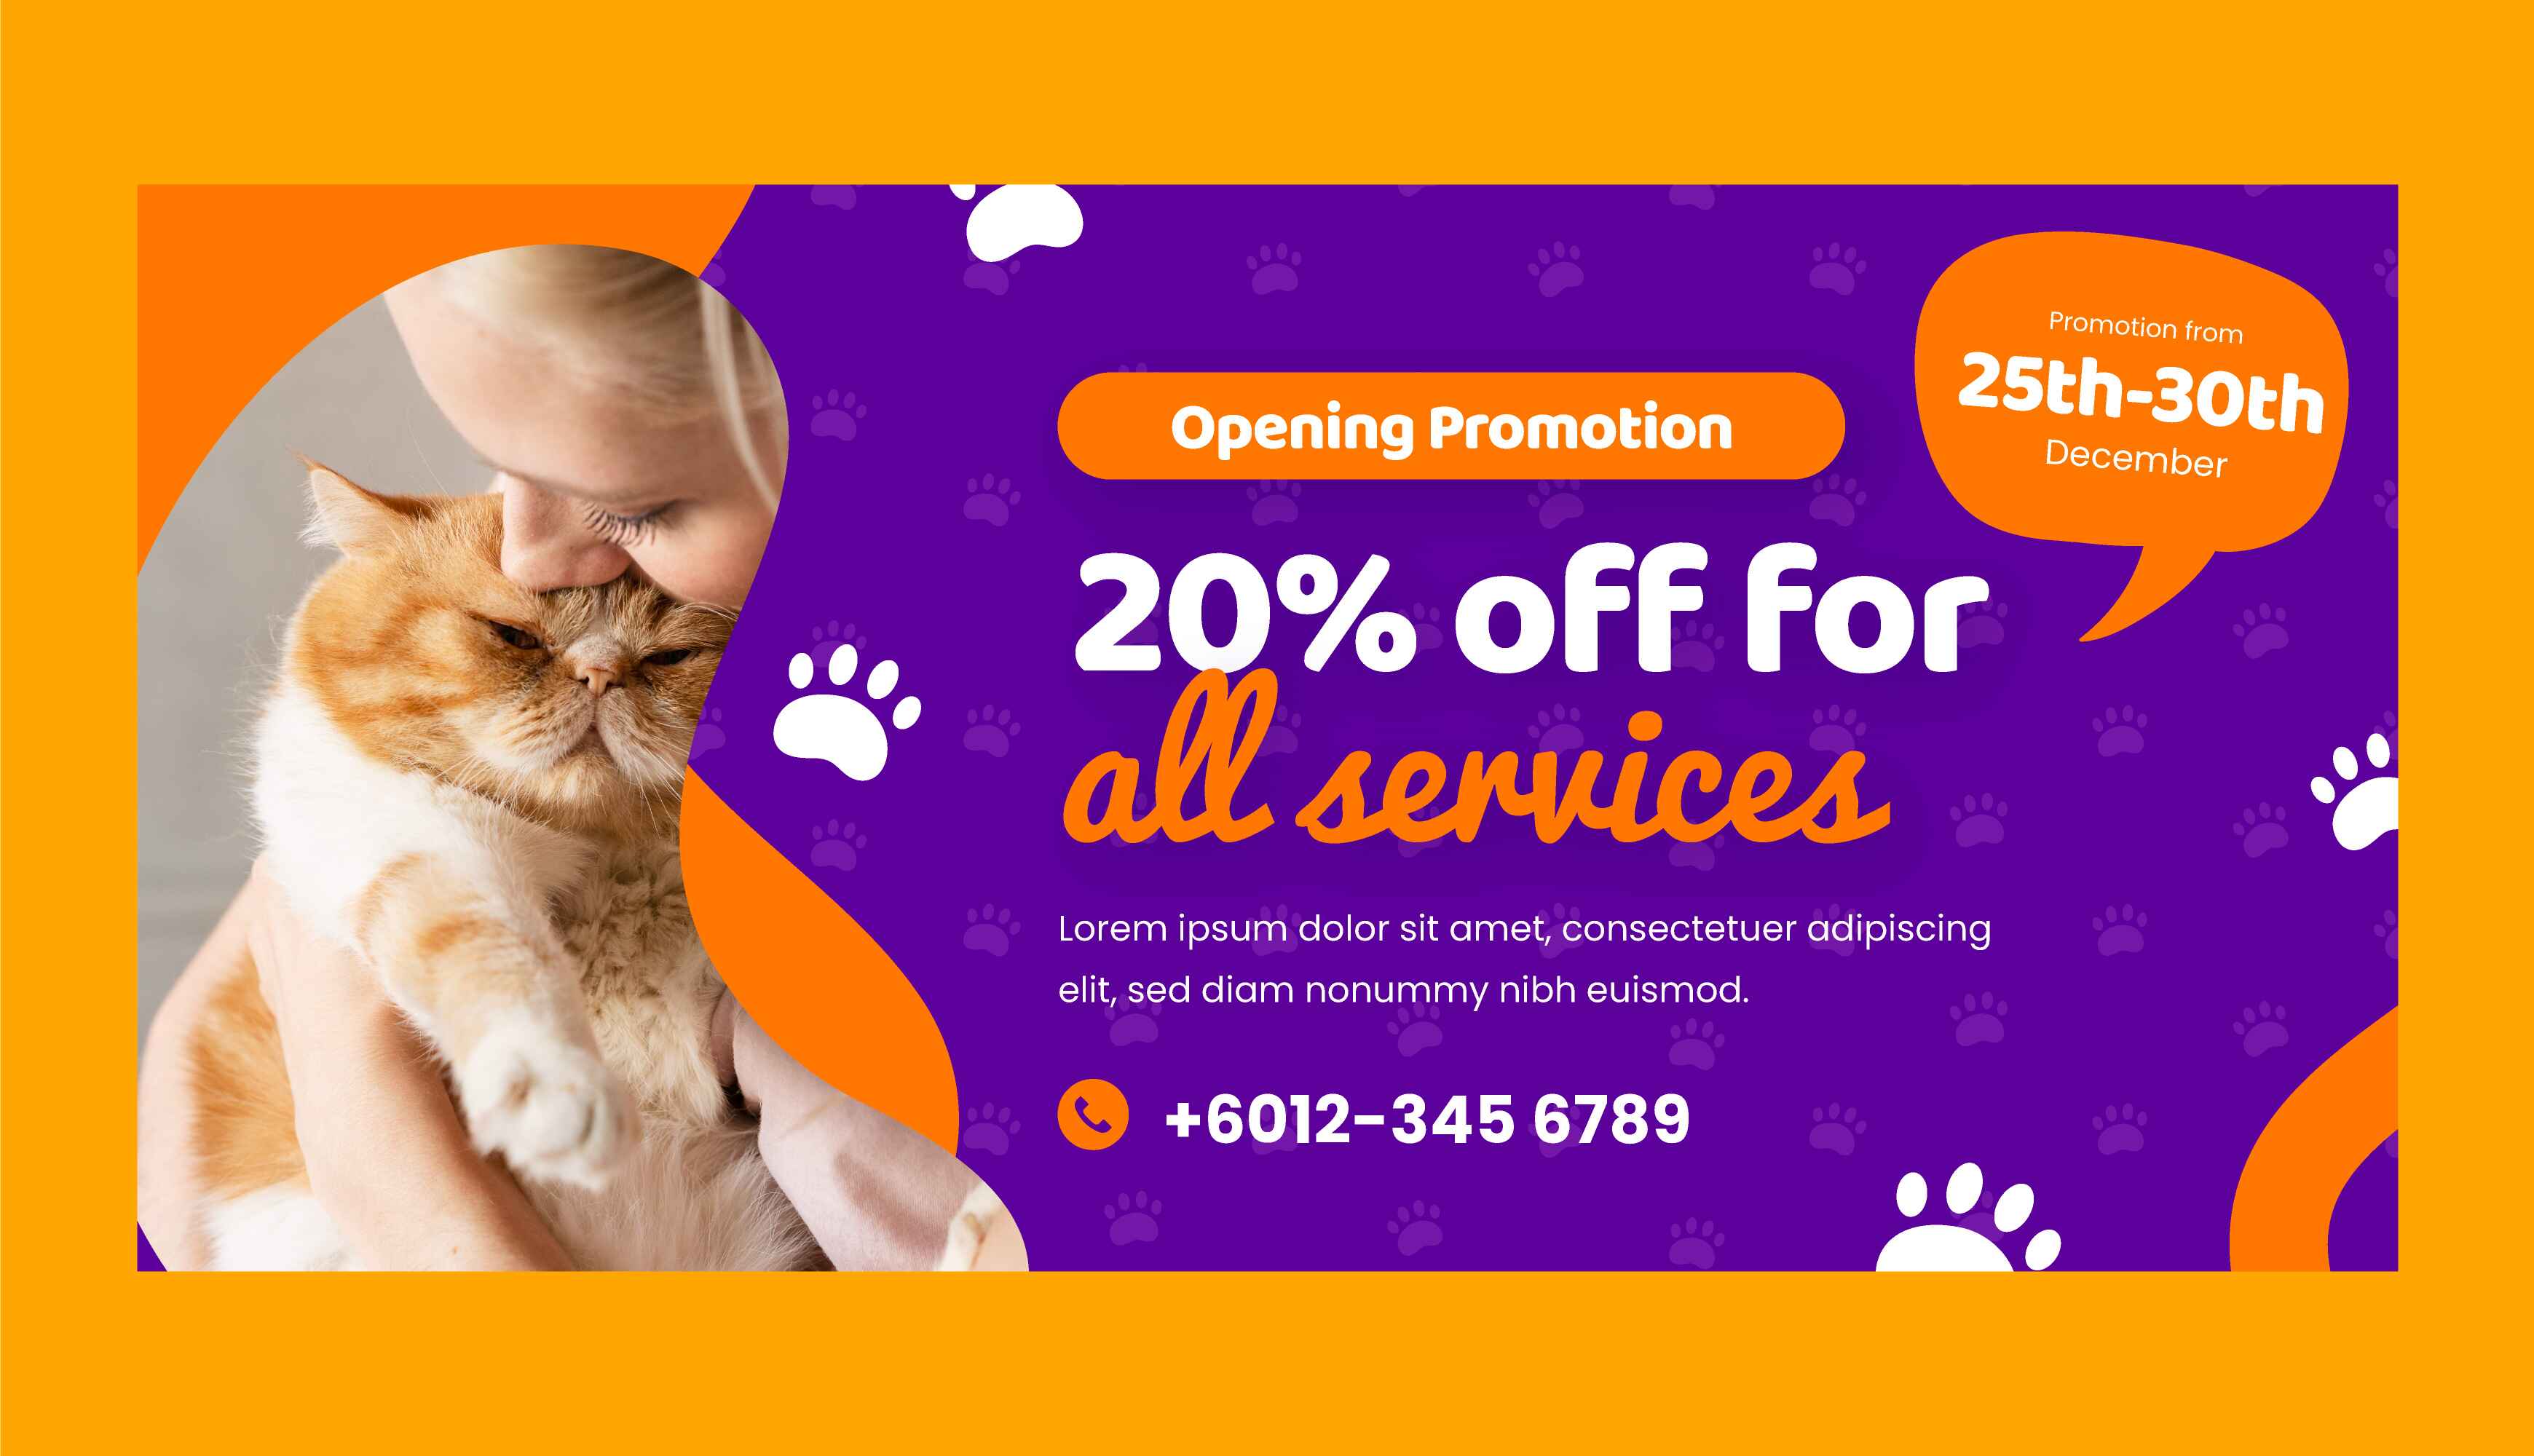 Promotion from
25th-30th
December
Opening Promotion
20% off for
all services
Lorem ipsum dolor sit amet, consectetuer adipiscing
elit, sed diam nonummy nibh euismod.
+6012-345 6789